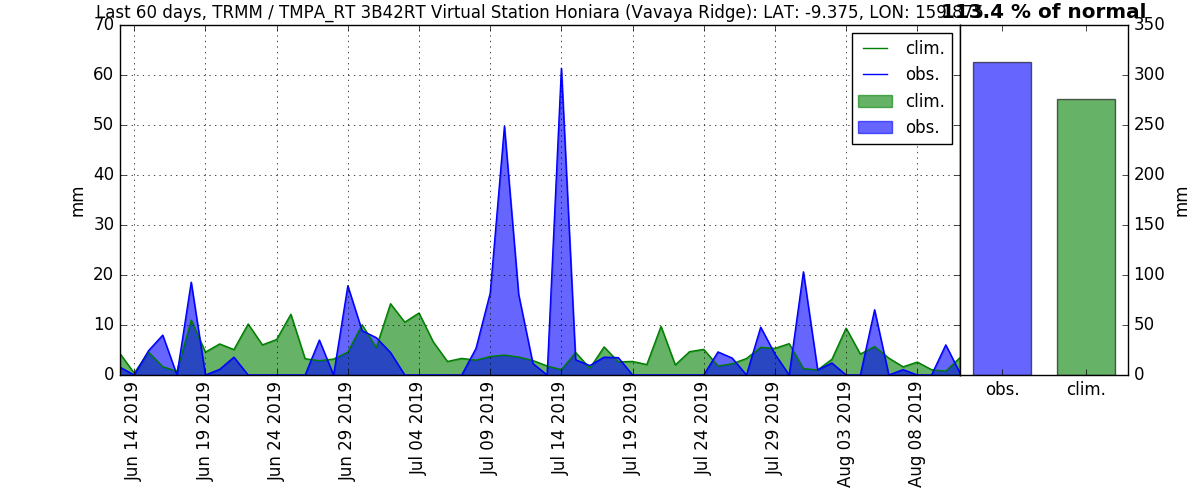 Last 60 days, TRMM / TMPA_RT 3B42RT Virtual Station Honiara (Vavaya Ridge): LAT: -9.375, LON: 159.875
113.4 % of normal
70
60
50
40
30
20
10
0
mm
clim.
obs.
clim.
obs.
350
300
250
200
150
100
50
0
mm
Jun 14 2019
Jun 19 2019
Jun 24 2019
Jun 29 2019
Jul 04 2019
Jul 09 2019
Jul 14 2019
Jul 19 2019
Jul 24 2019
Jul 29 2019
Aug 03 2019
Aug 08 2019
obs.
clim.